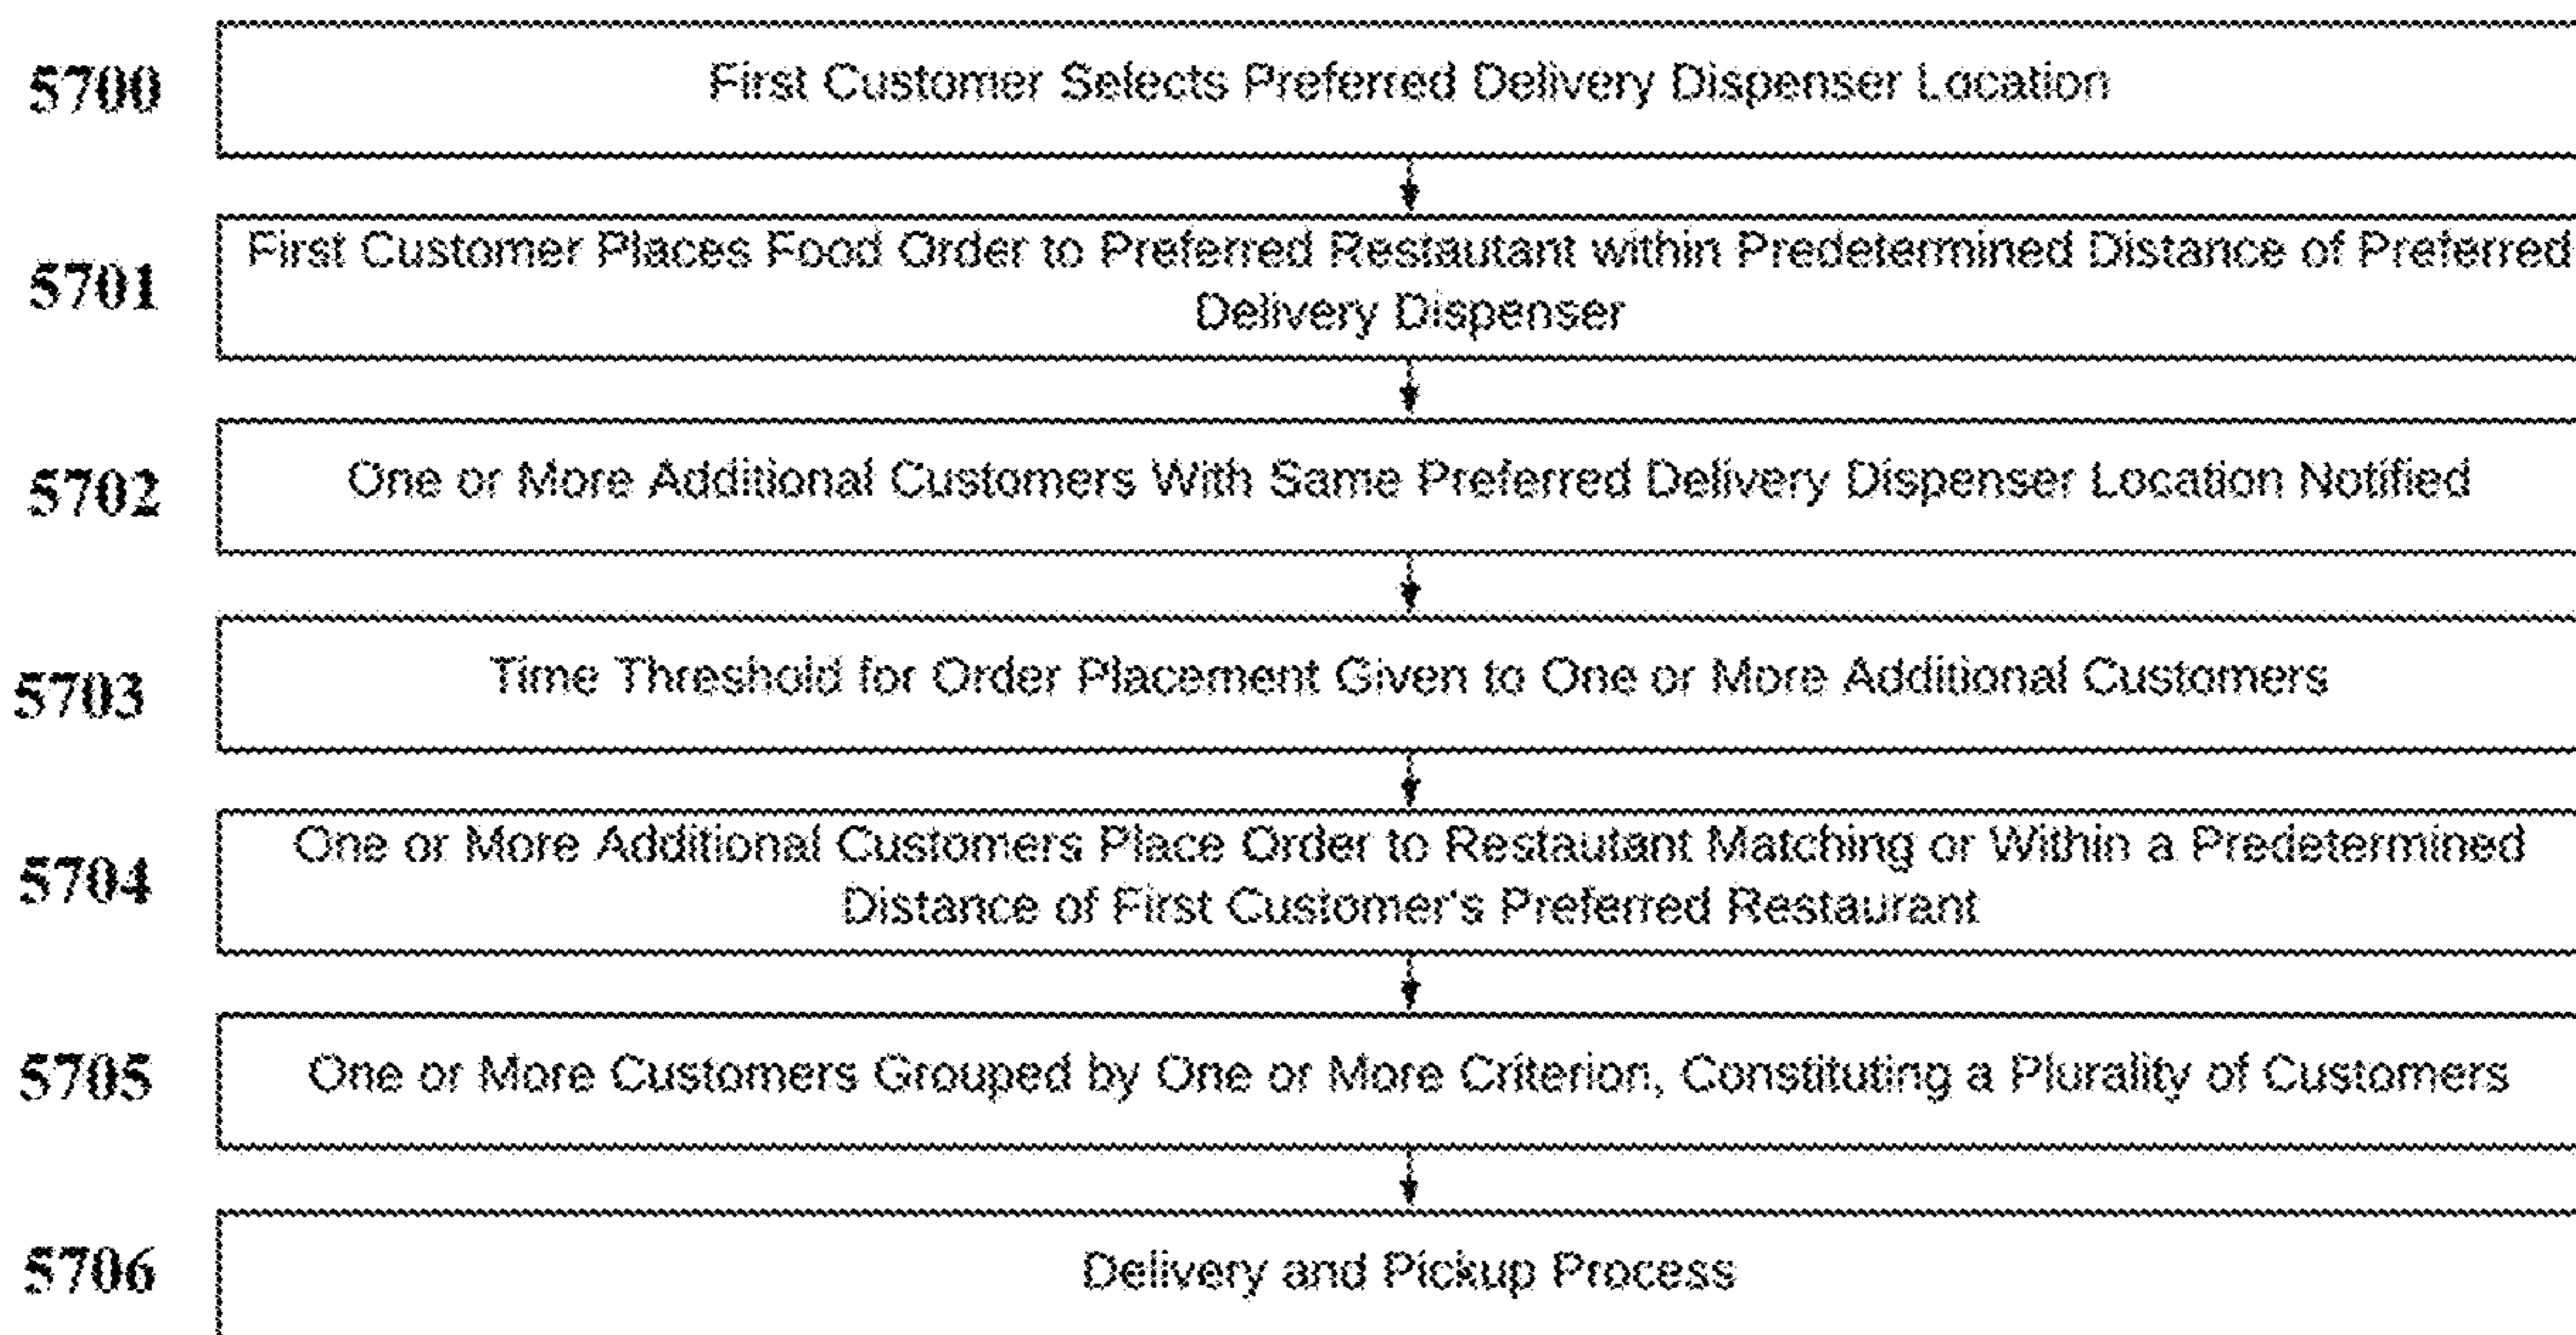 5700
First Customer Selects Preferred Delivery Dispenser Location
5701
First Customer Places Food Order to Preferred Restautant within Predetermined Distance of Preferred
Delivery Dispenser
5702
One or More Additional Customers With Same Preferred Delivery Dispenser Location Notified
5703
Time Threshold for Order Placement Given to One or More Additional Customers
5704
One or More Additional Customers Place Order to Restautant Matching or Within a Predetermined
Distance of First Customer's Preferred Restaurant
5705
One or More Customers Grouped by One or More Criterion, Constituting a Plurality of Customers
5706
Delivery and Pickup Process